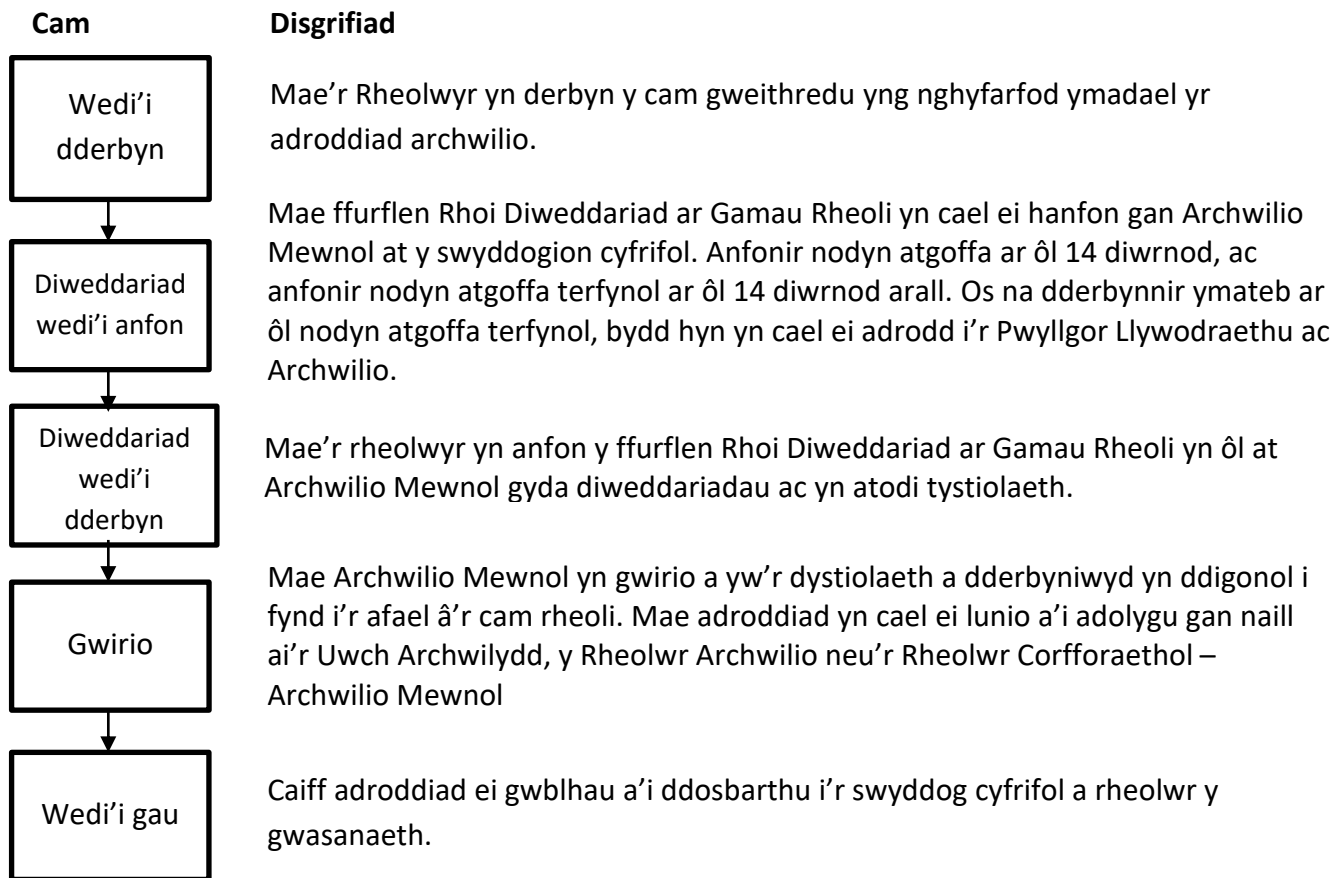 Cam
Disgrifiad
Wedi’i
dderbyn
Mae’r Rheolwyr yn derbyn y cam gweithredu yng nghyfarfod ymadael yr
adroddiad archwilio.
Diweddariad
wedi’i anfon
Mae ffurflen Rhoi Diweddariad ar Gamau Rheoli yn cael ei hanfon gan Archwilio
Mewnol at y swyddogion cyfrifol. Anfonir nodyn atgoffa ar ôl 14 diwrnod, ac
anfonir nodyn atgoffa terfynol ar ôl 14 diwrnod arall. Os na dderbynnir ymateb ar
ôl nodyn atgoffa terfynol, bydd hyn yn cael ei adrodd i’r Pwyllgor Llywodraethu ac
Archwilio.
Diweddariad
wedi’i
dderbyn
Mae’r rheolwyr yn anfon y ffurflen Rhoi Diweddariad ar Gamau Rheoli yn ôl at
Archwilio Mewnol gyda diweddariadau ac yn atodi tystiolaeth.
Gwirio
Mae Archwilio Mewnol yn gwirio a yw’r dystiolaeth a dderbyniwyd yn ddigonol i
fynd i’r afael â’r cam rheoli. Mae adroddiad yn cael ei lunio a’i adolygu gan naill
ai’r Uwch Archwilydd, y Rheolwr Archwilio neu’r Rheolwr Corfforaethol –
Archwilio Mewnol
Wedi’i gau
Caiff adroddiad ei gwblhau a’i ddosbarthu i’r swyddog cyfrifol a rheolwr y
gwasanaeth.